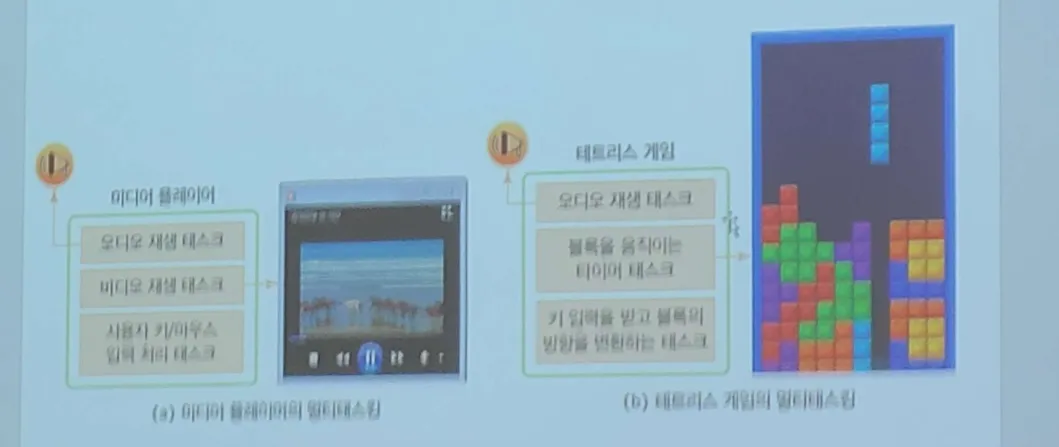 미디어 플레이어
오디오 재생 태스크
비디오 재생 태스크
사용자 키/마우스
입력 처리 태스크
(a) 미디어 플레이어의 멀티태스킹
테트리스 게임
오디오 재생 태스크
블록을 움직이는
타이머 태스크
키 입력을 받고 블록의
방향을 변환하는 태스크
(b) 테트리스 게임의 멀티태스킹